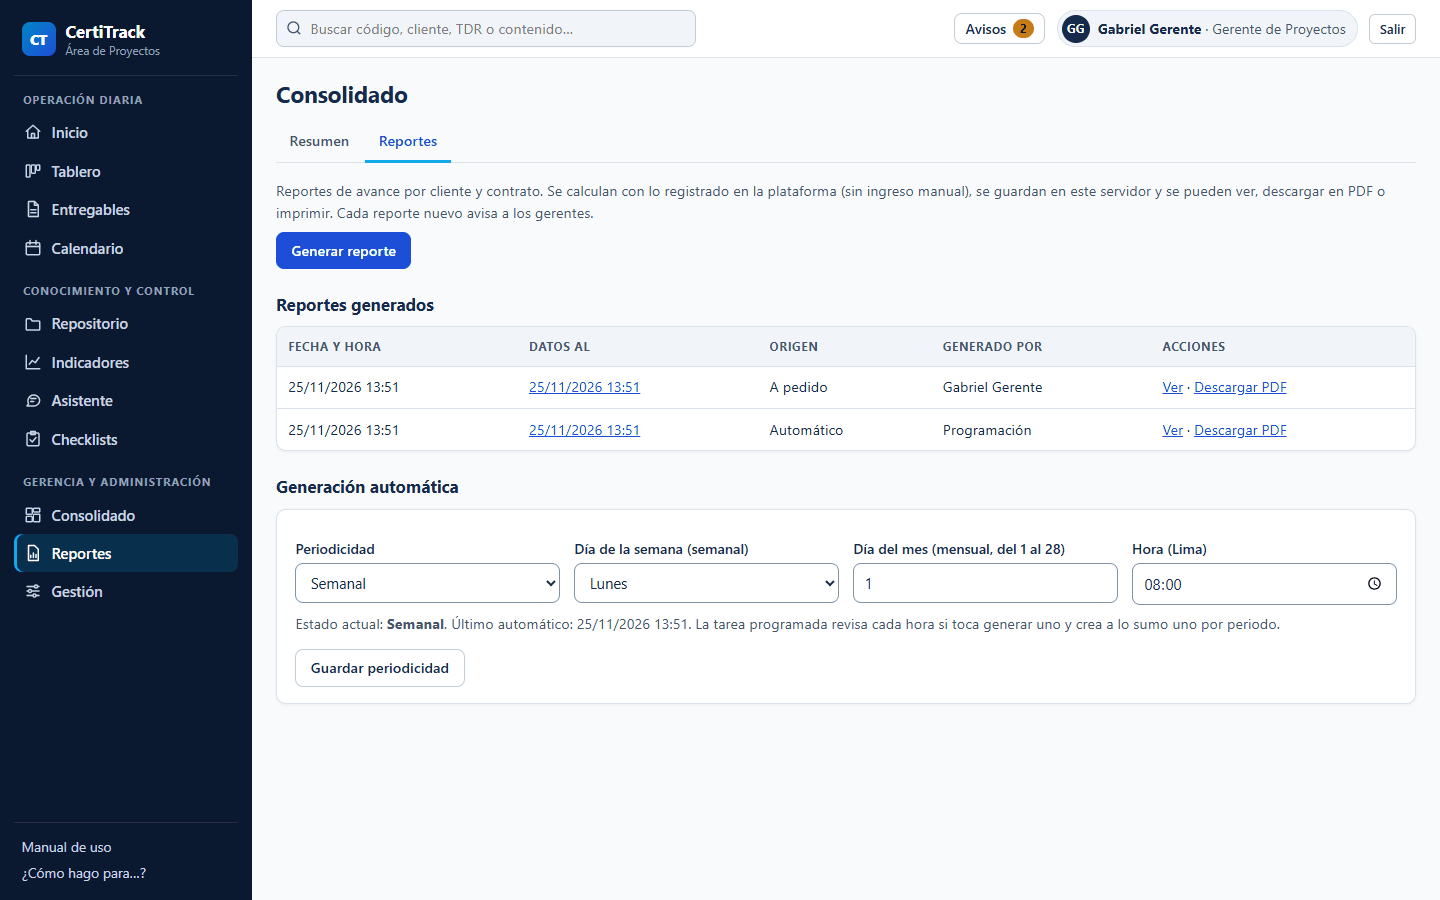 CT
CertiTrack
Área de Proyectos
OPERACIÓN DIARIA
Inicio
Tablero
Entregables
Calendario
CONOCIMIENTO Y CONTROL
Repositorio
Indicadores
Asistente
Checklists
GERENCIA Y ADMINISTRACIÓN
Consolidado
Reportes
Gestión
Manual de uso
¿Cómo hago para...?
Buscar código, cliente, TDR o contenido...
Avisos 2
GG Gabriel Gerente · Gerente de Proyectos
Salir
Consolidado
Resumen Reportes
Reportes de avance por cliente y contrato. Se calculan con lo registrado en la plataforma (sin ingreso manual), se guardan en este servidor y se pueden ver, descargar en PDF o
imprimir. Cada reporte nuevo avisa a los gerentes.
Generar reporte
Reportes generados
FECHA Y HORA DATOS AL ORIGEN GENERADO POR ACCIONES
25/11/2026 13:51 25/11/2026 13:51 A pedido Gabriel Gerente Ver · Descargar PDF
25/11/2026 13:51 25/11/2026 13:51 Automático Programación Ver · Descargar PDF
Generación automática
Periodicidad Día de la semana (semanal) Día del mes (mensual, del 1 al 28) Hora (Lima)
Semanal Lunes 1 08:00
Estado actual: Semanal. Último automático: 25/11/2026 13:51. La tarea programada revisa cada hora si toca generar uno y crea a lo sumo uno por periodo.
Guardar periodicidad